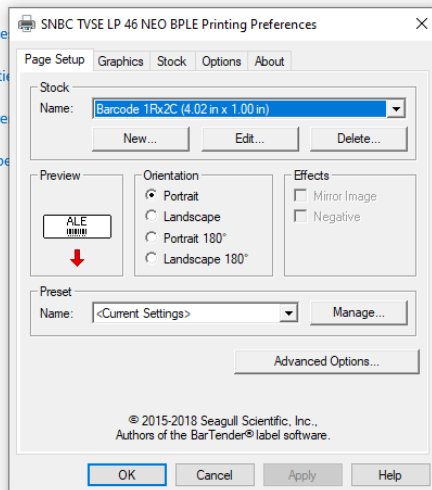 SNBC TVSE LP 46 NEO BPLE Printing Preferences
Page Setup Graphics Stock Options About
Stock
Name: Barcode 1Rx2C (4.02 in x 1.00 in)
New... Edit... Delete...
Preview
ALE
Orientation
Portrait
Landscape
Portrait 180°
Landscape 180°
Effects
Mirror Image
Negative
Preset
Name: <Current Settings> Manage...
Advanced Options...
© 2015-2018 Seagull Scientific, Inc.,
Authors of the BarTender® label software.
OK Cancel Apply Help